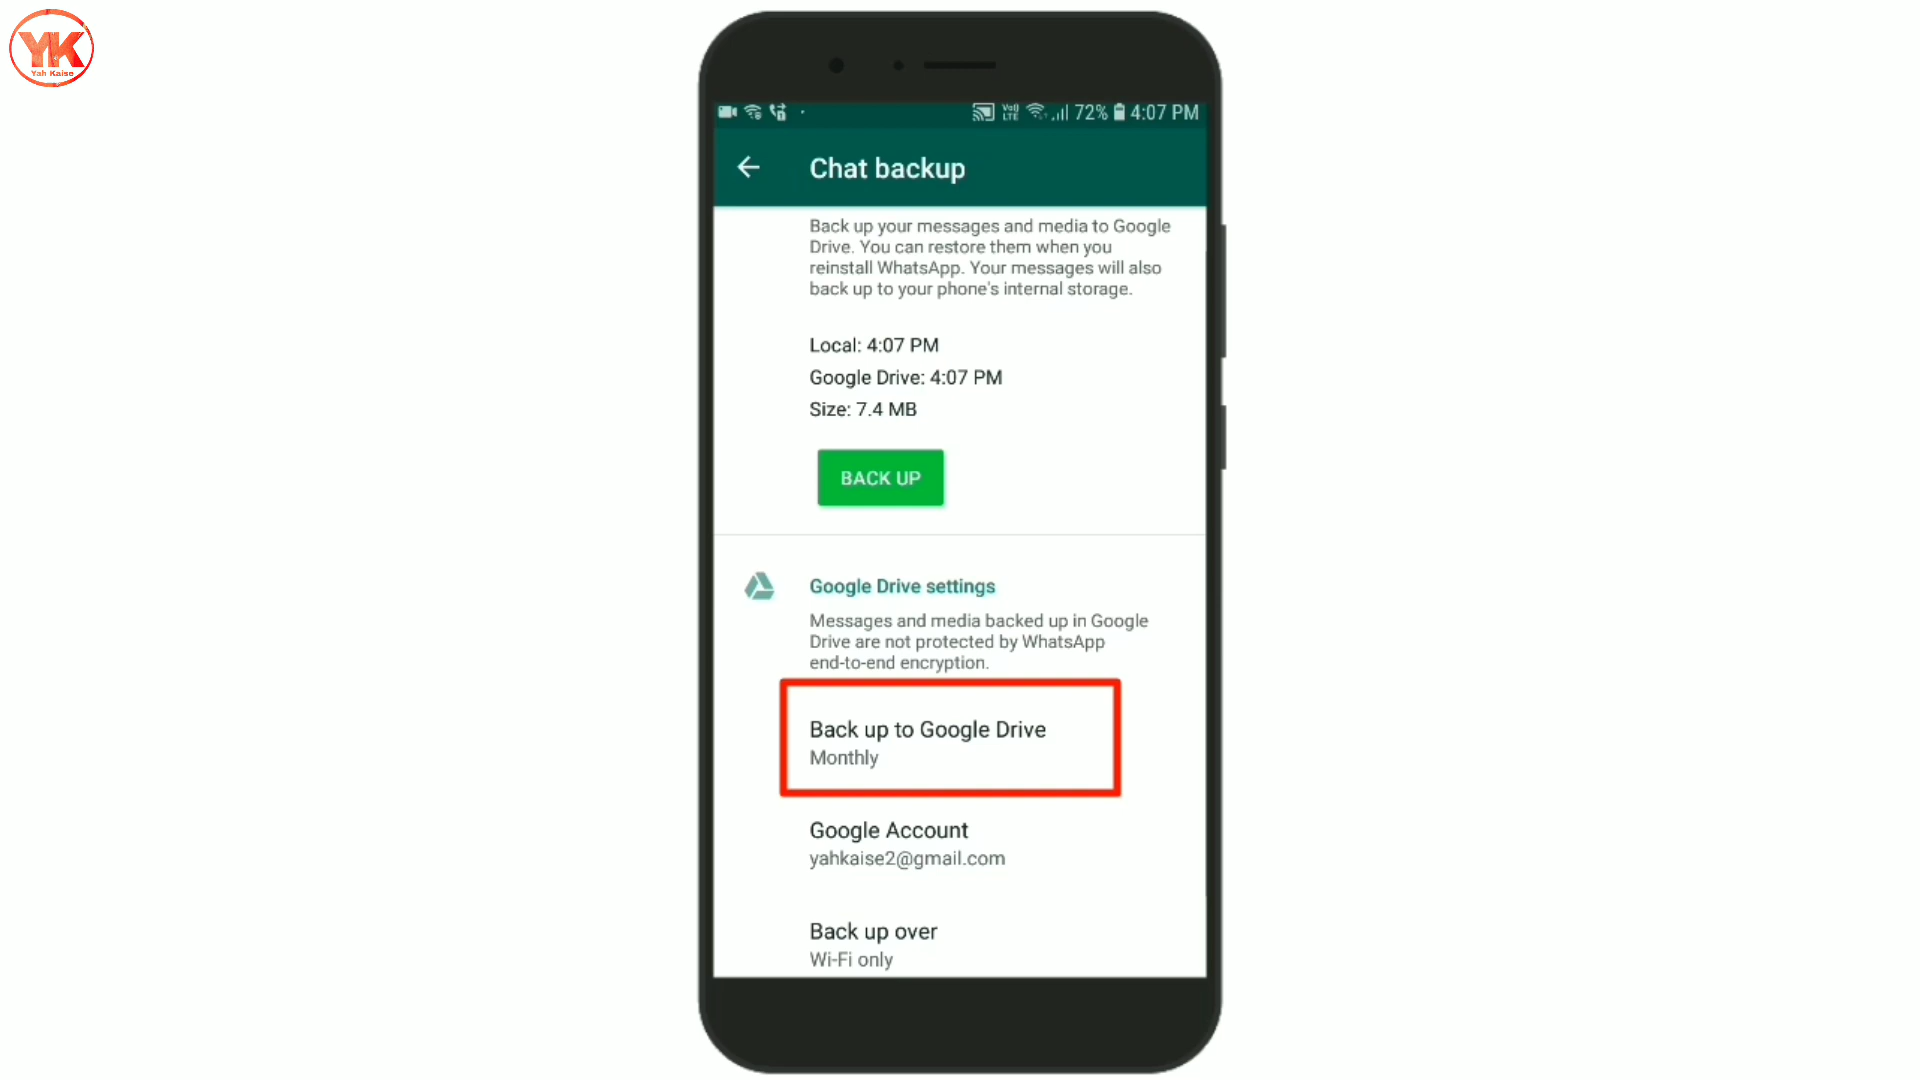 YK
Yah Kaise
VoD
LTE
72% 4:07 PM
Chat backup
Back up your messages and media to Google
Drive. You can restore them when you
reinstall WhatsApp. Your messages will also
back up to your phone's internal storage.
Local: 4:07 PM
Google Drive: 4:07 PM
Size: 7.4 MB
BACK UP
Google Drive settings
Messages and media backed up in Google
Drive are not protected by WhatsApp
end-to-end encryption.
Back up to Google Drive
Monthly
Google Account
yahkaise2@gmail.com
Back up over
Wi-Fi only